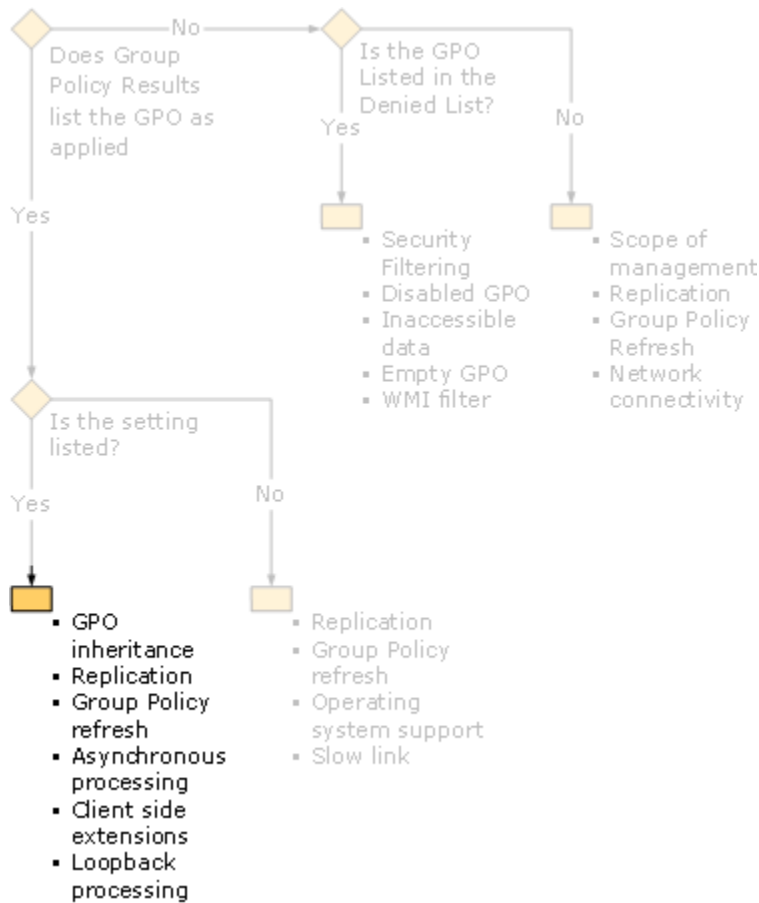 No
Does Group
Policy Results
list the GPO as
applied
Is the GPO
Listed in the
Denied List?
Yes
No
Yes
▪ Security
Filtering
▪ Disabled GPO
▪ Inaccessible
data
▪ Empty GPO
▪ WMI filter
▪ Scope of
management
▪ Replication
▪ Group Policy
Refresh
▪ Network
connectivity
Is the setting
listed?
Yes
No
▪ GPO
inheritance
▪ Replication
▪ Group Policy
refresh
▪ Asynchronous
processing
▪ Client side
extensions
▪ Loopback
processing
▪ Replication
▪ Group Policy
refresh
▪ Operating
system support
▪ Slow link